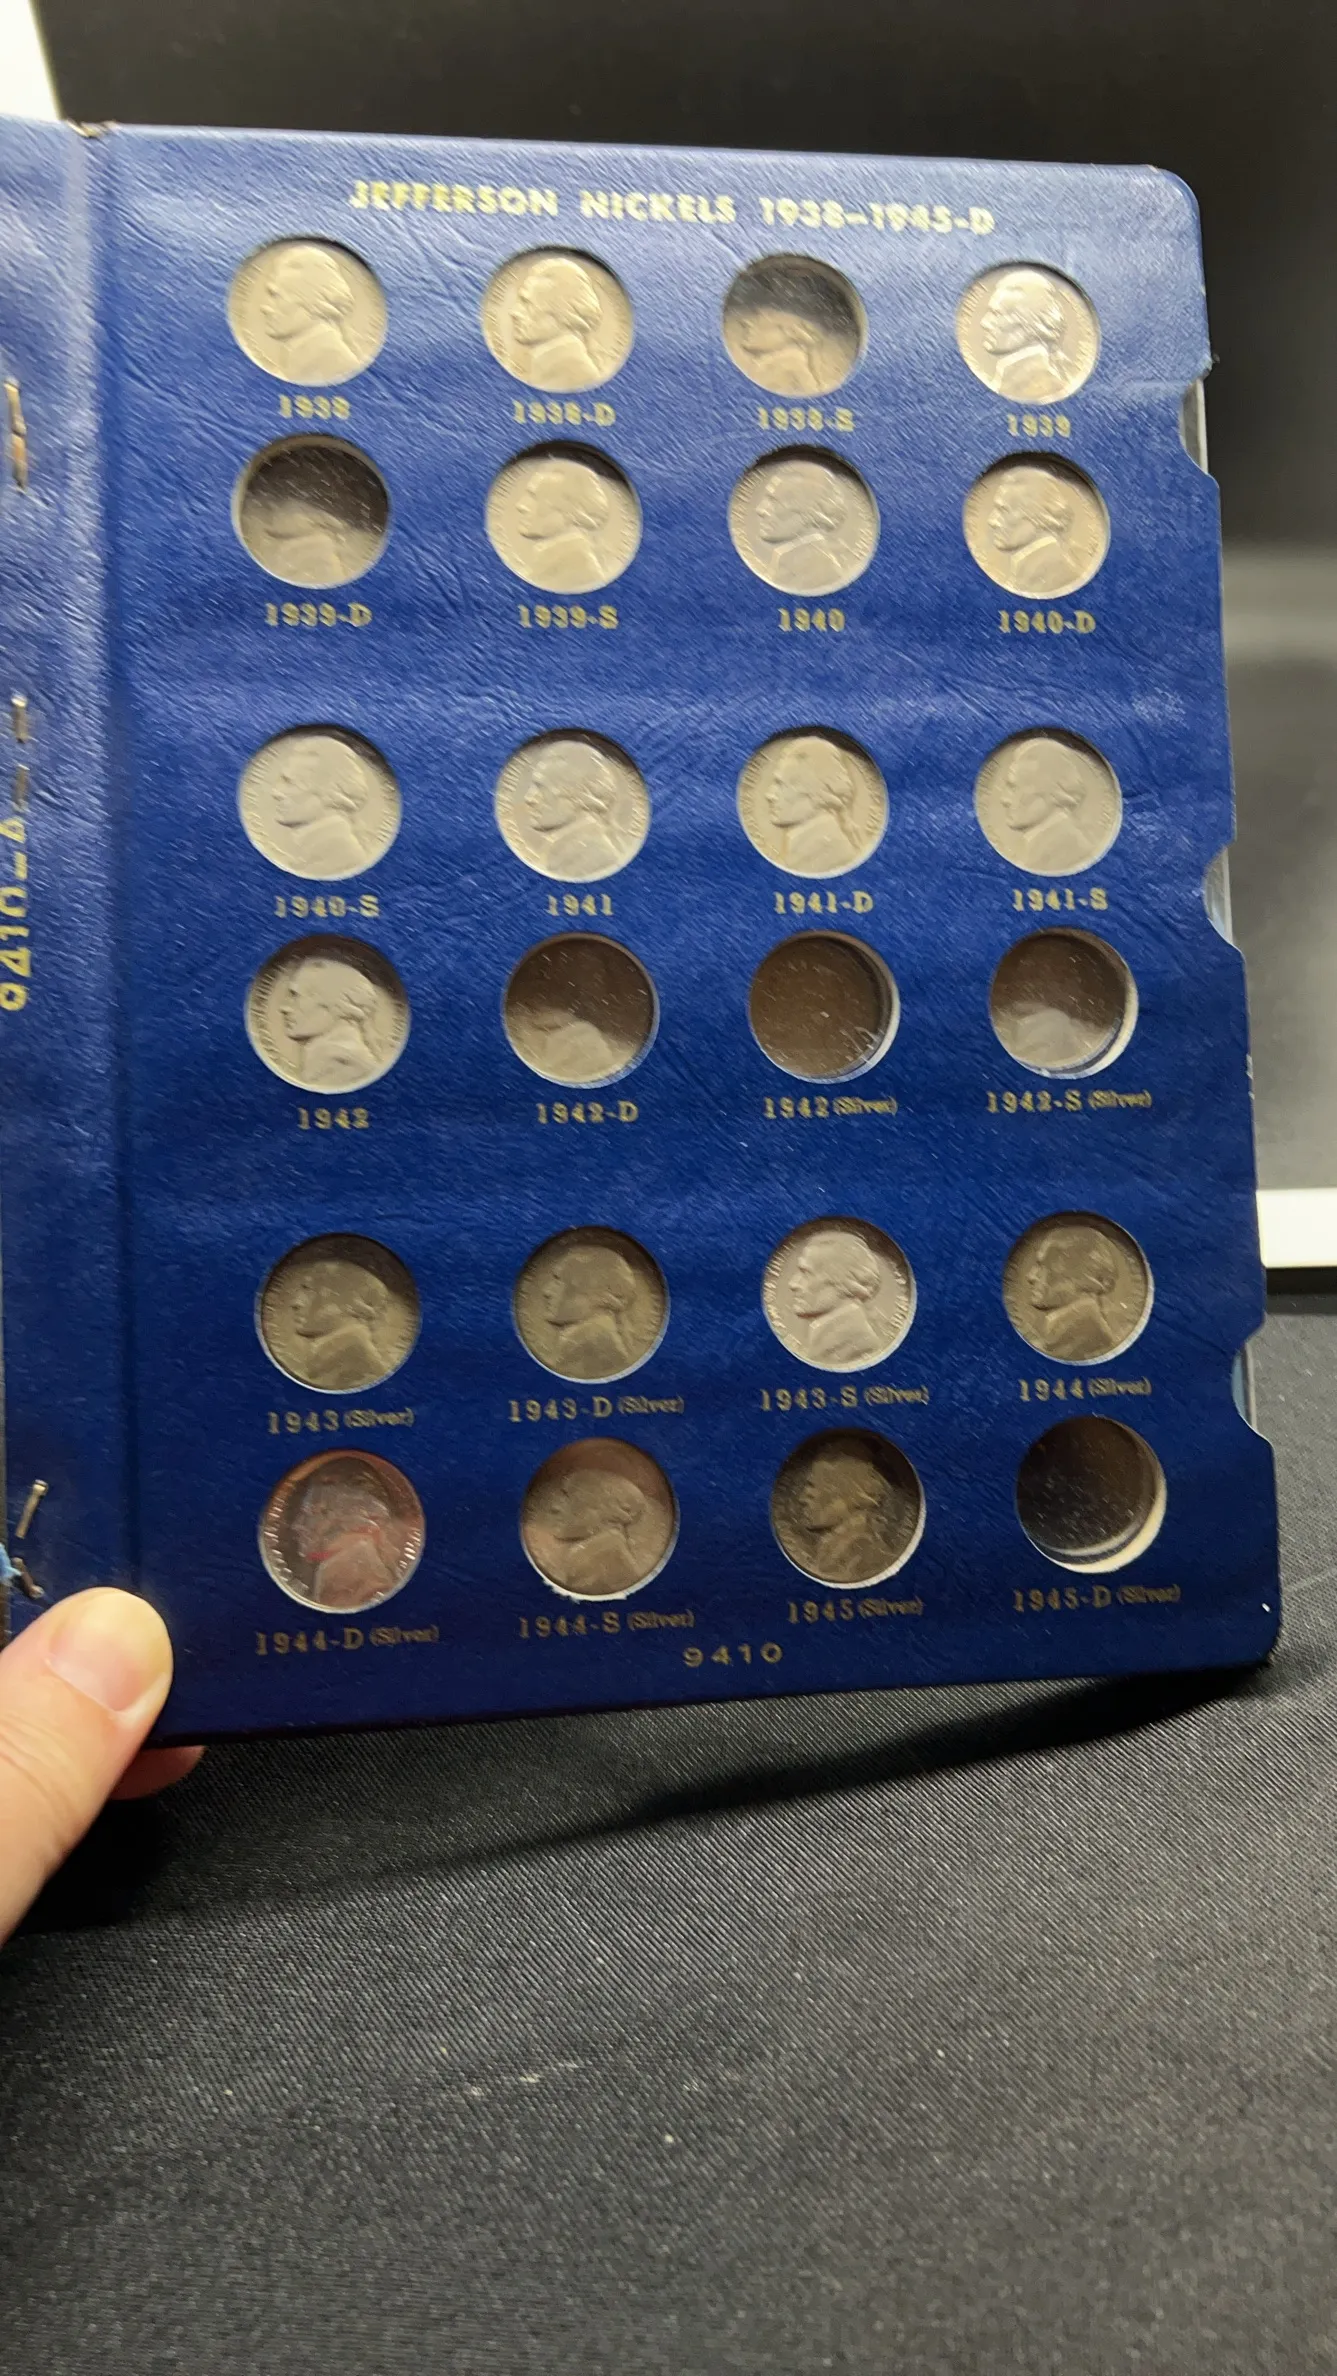 JEFFERSON NICKELS 1938-1945-D
1938 1938-D 1938-S 1939
1939-D 1939-S 1940 1940-D
1940-S 1941 1941-D 1941-S
1942 1942-D 1942 (Silver) 1942-S (Silver)
1943 (Silver) 1943-D (Silver) 1943-S (Silver) 1944 (Silver)
1944-D (Silver) 1944-S (Silver) 1945 (Silver) 1945-D (Silver)
9410
9410-A